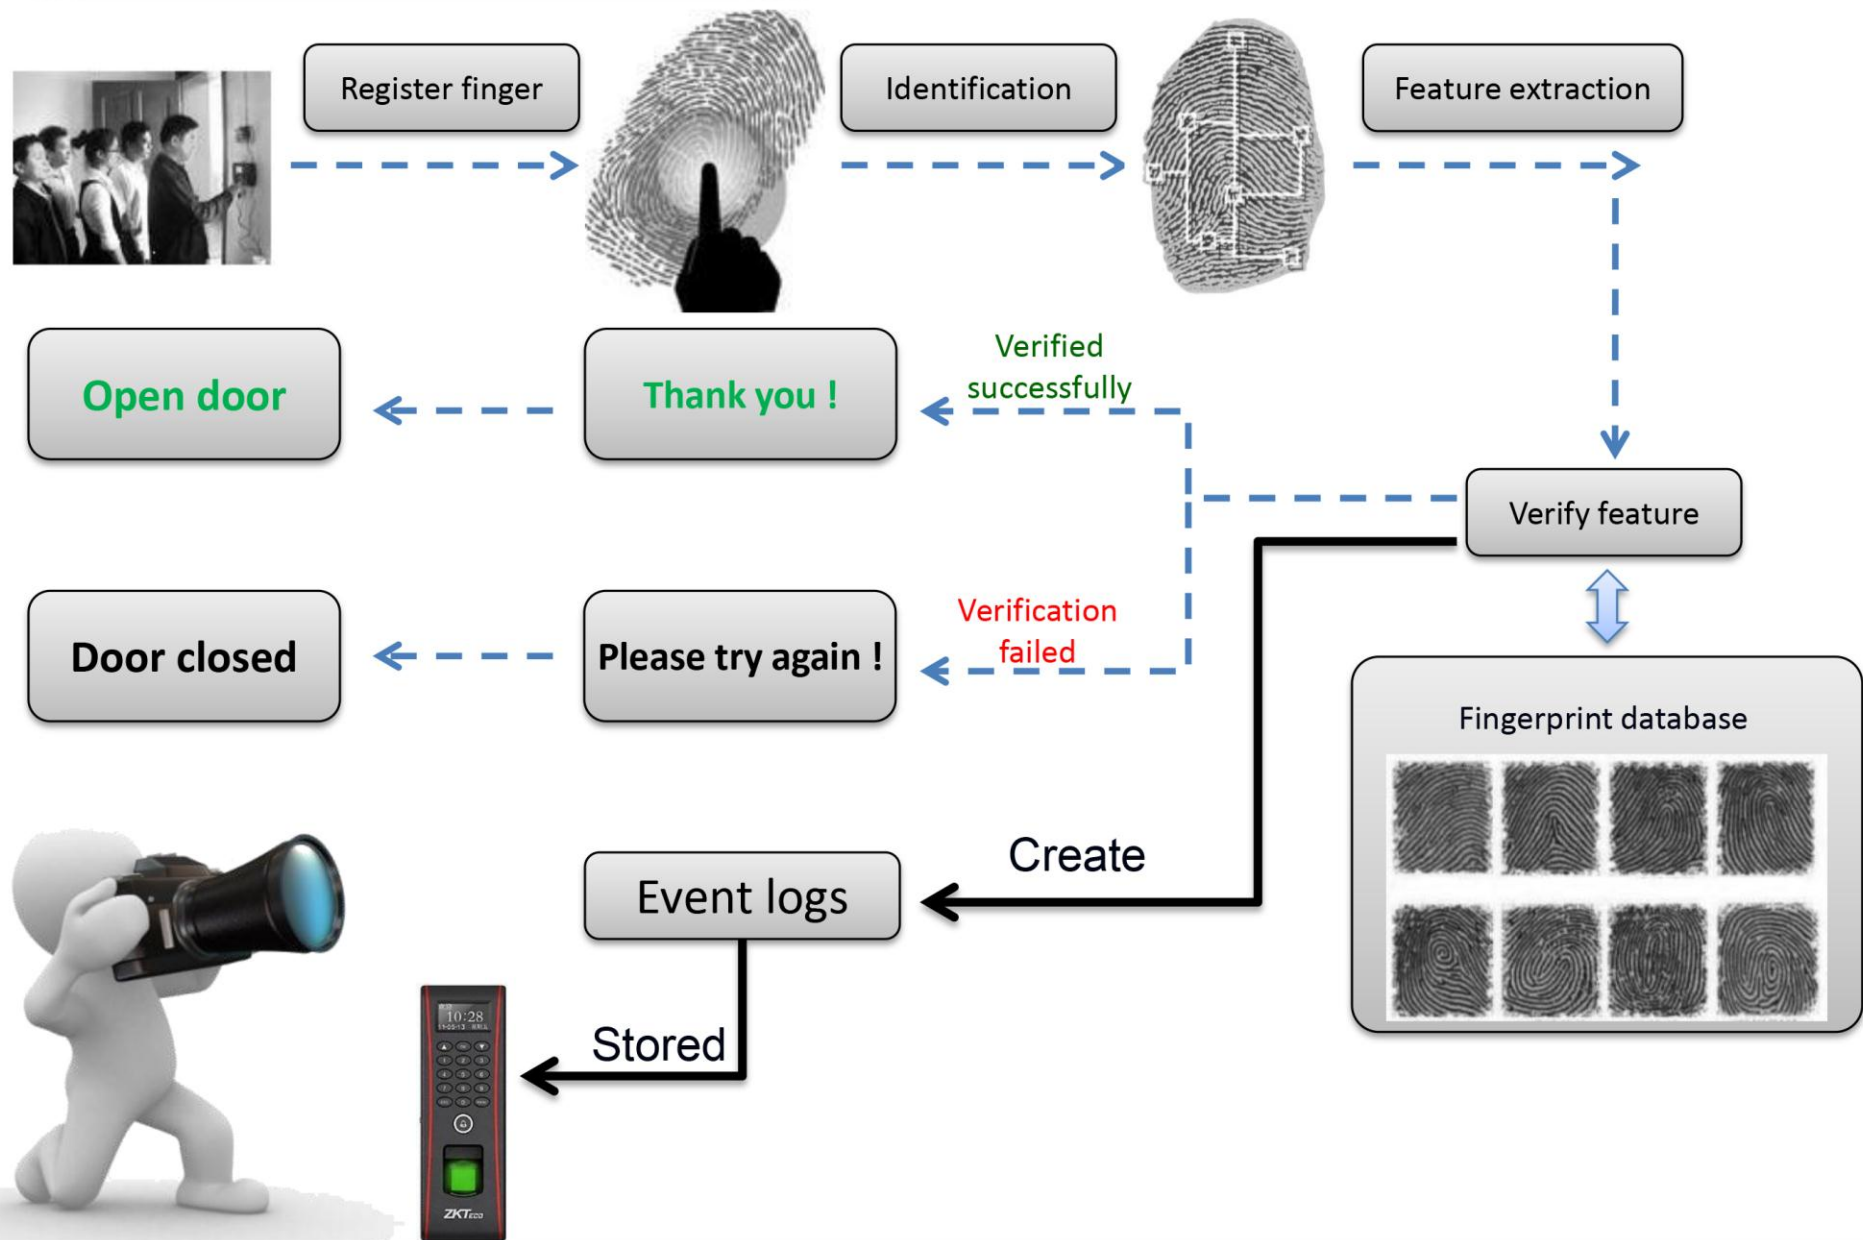 Register finger
Identification
Feature extraction
Open door
Thank you !
Verified
successfully
Verify feature
Door closed
Please try again !
Verification
failed
Fingerprint database
Create
Event logs
Stored
10:28
ZKTeco